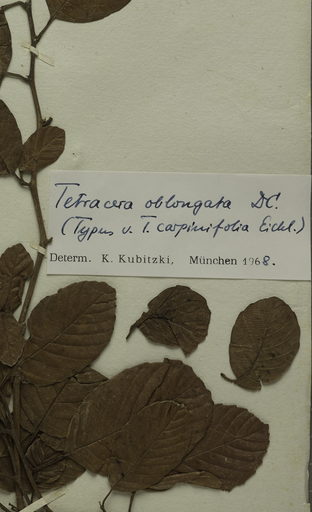 Tetracera oblongata DC.
(Typus v. T. carpinifolia Eichl.)
Determ. K. Kubitzki, München 1968.